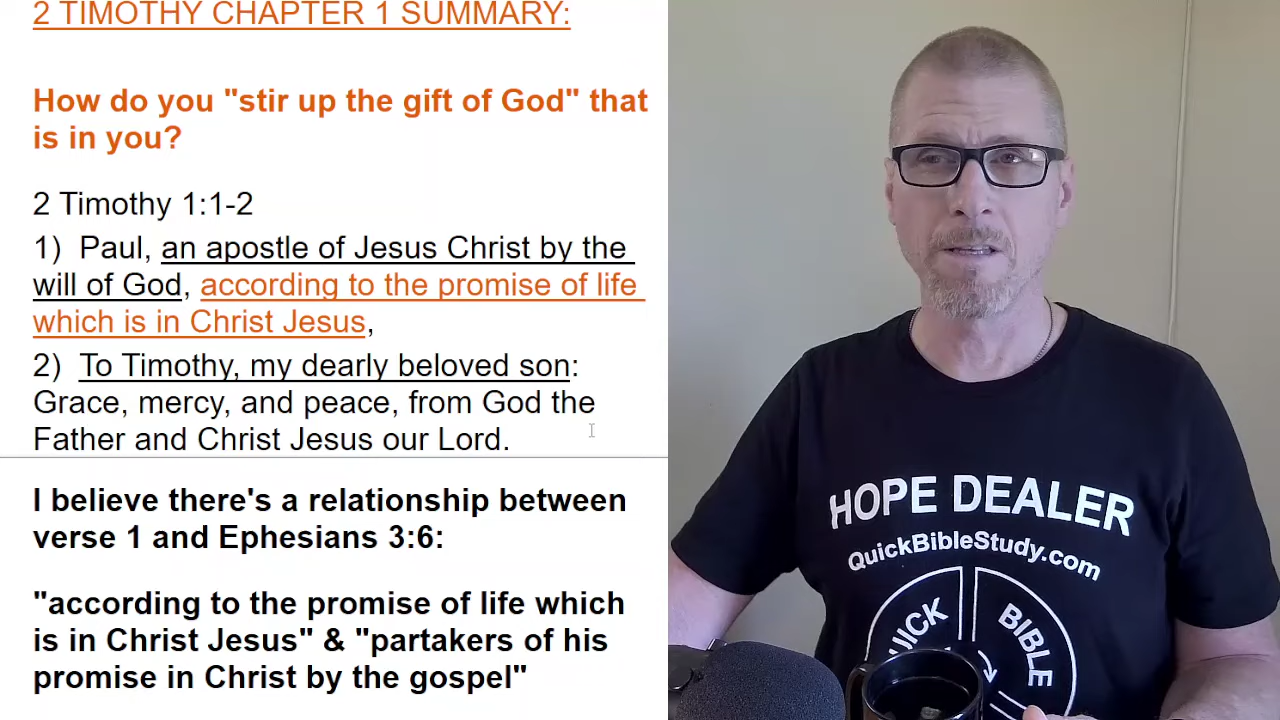 2 TIMOTHY CHAPTER 1 SUMMARY:
How do you "stir up the gift of God" that
is in you?
2 Timothy 1:1-2
1) Paul, an apostle of Jesus Christ by the
will of God, according to the promise of life
which is in Christ Jesus,
2) To Timothy, my dearly beloved son:
Grace, mercy, and peace, from God the
Father and Christ Jesus our Lord.
I believe there's a relationship between
verse 1 and Ephesians 3:6:
"according to the promise of life which
is in Christ Jesus" & "partakers of his
promise in Christ by the gospel"
HOPE DEALER
QuickBibleStudy.com
BIBLE